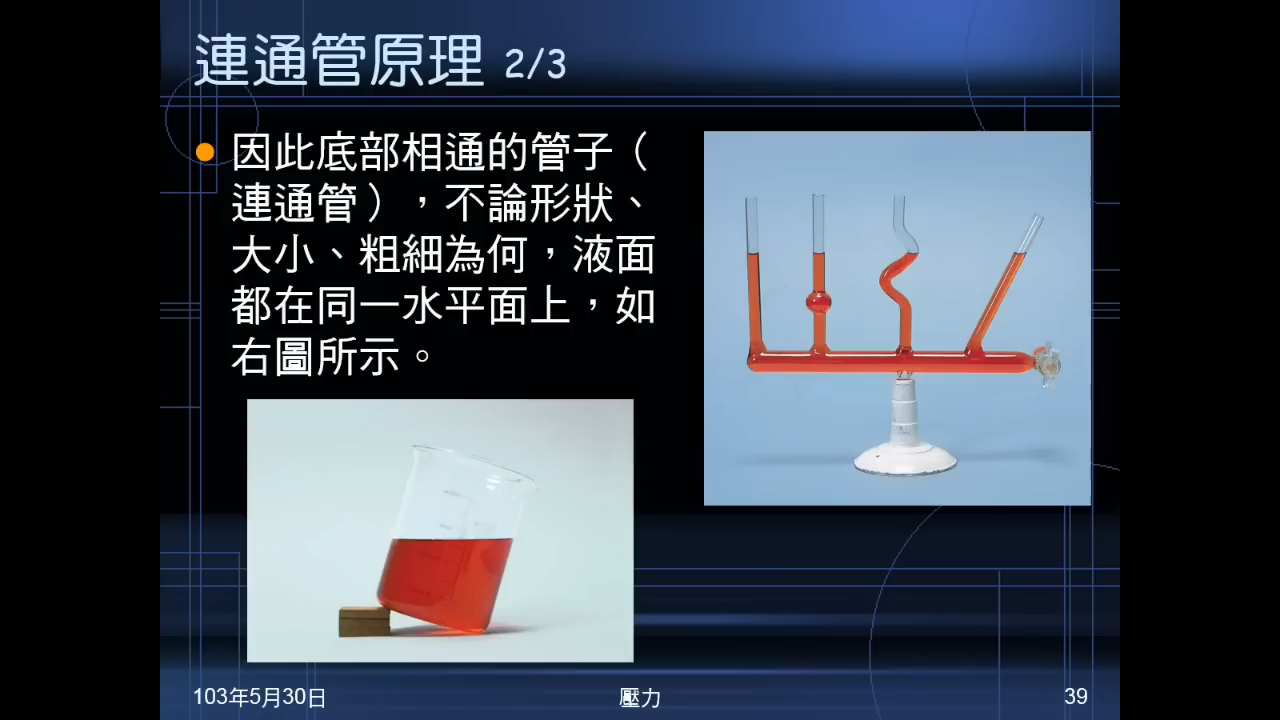 連通管原理 2/3
因此底部相通的管子（
連通管），不論形狀、
大小、粗細為何，液面
都在同一水平面上，如
右圖所示。
103年5月30日
壓力
39